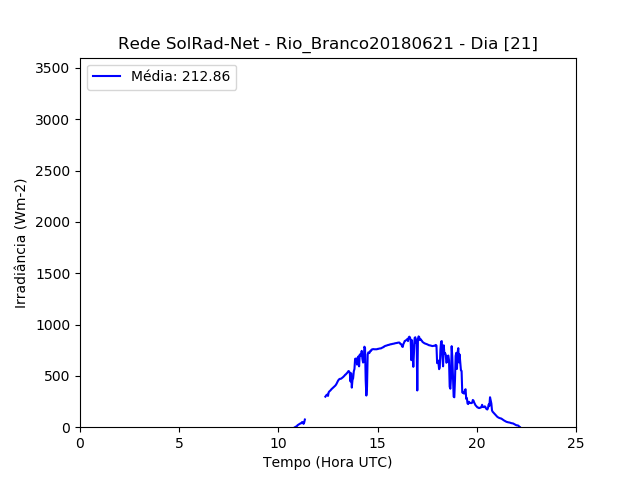 Rede SolRad-Net - Rio_Branco20180621 - Dia [21]
Média: 212.86
3500
3000
2500
2000
1500
1000
500
0
Irradiância (Wm-2)
0 5 10 15 20 25
Tempo (Hora UTC)